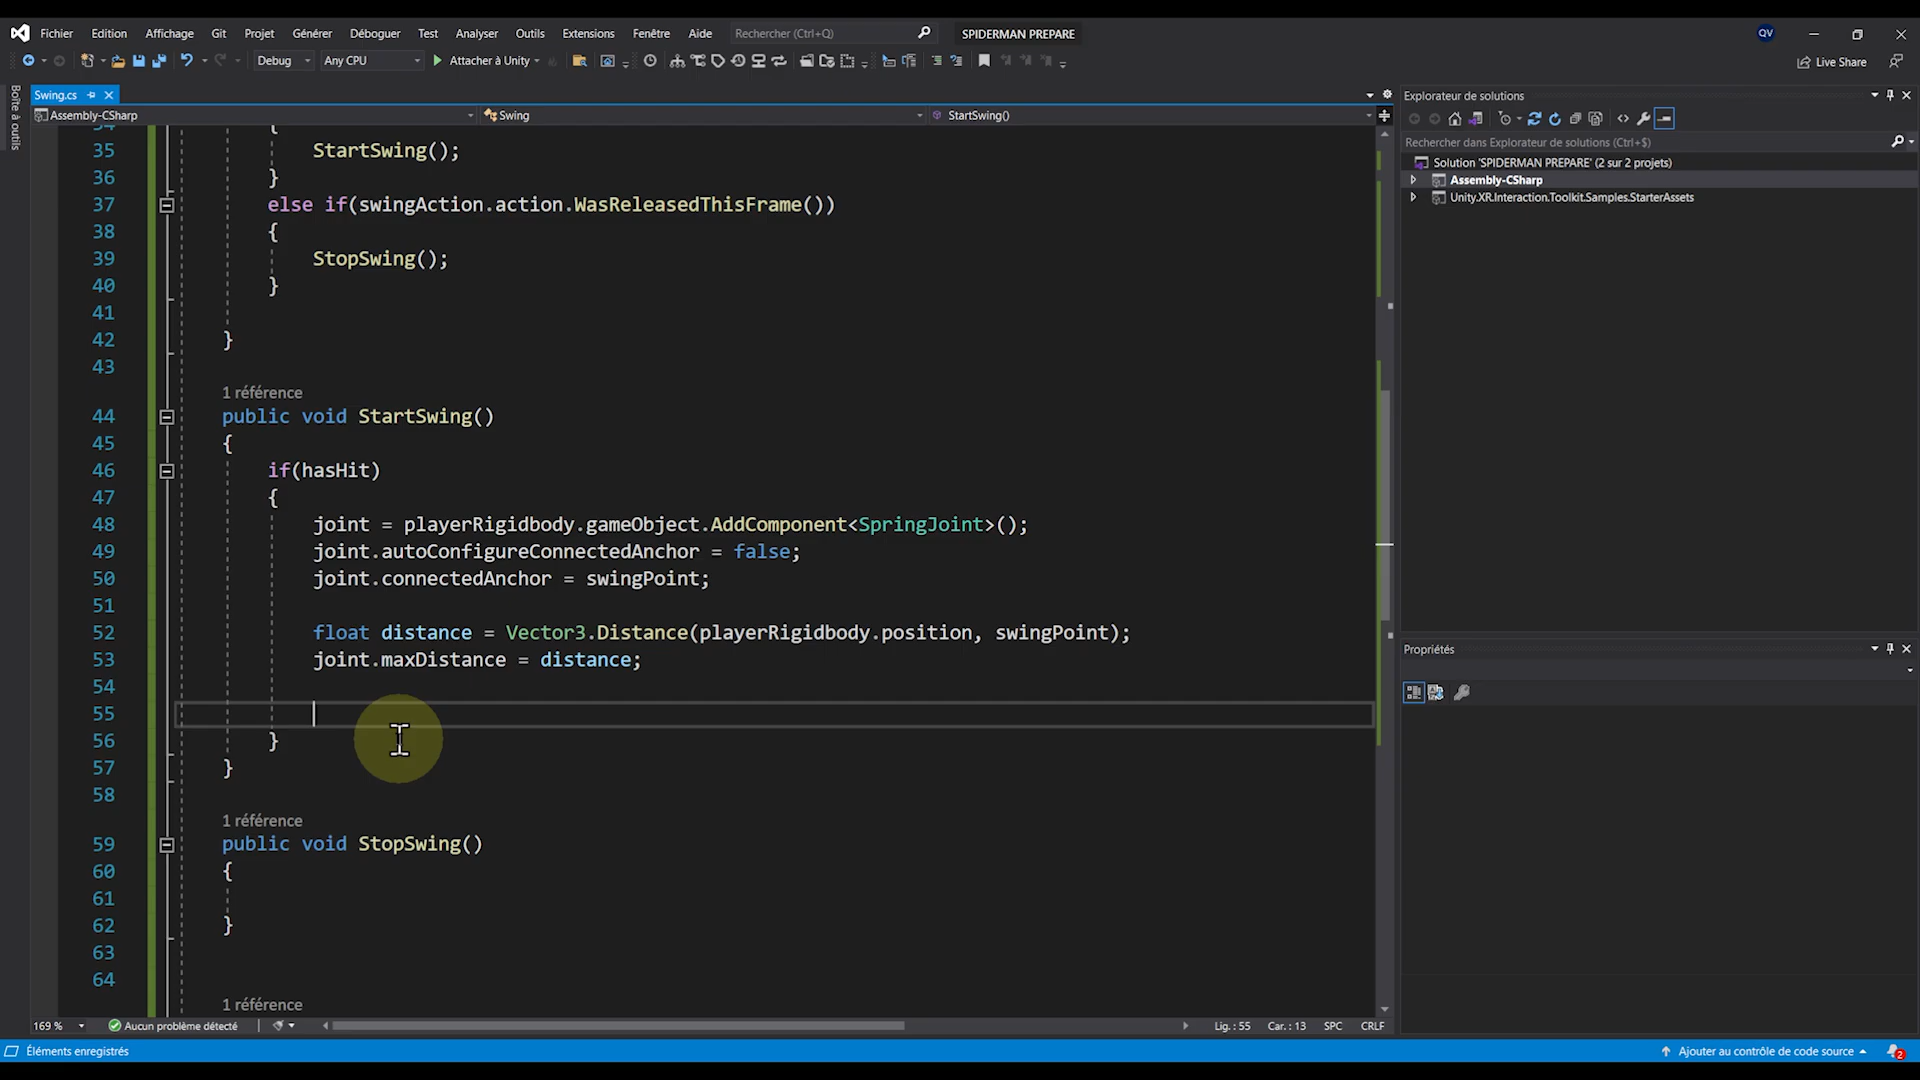 Fichier Edition Affichage Git Projet Générer Déboguer Test Analyser Outils Extensions Fenêtre Aide Rechercher (Ctrl+Q) SPIDERMAN PREPARE QV
Debug Any CPU Attacher à Unity Live Share
Boîte à outils
Swing.cs
Assembly-CSharp Swing StartSwing()
34 {
35 StartSwing();
36 }
37 else if(swingAction.action.WasReleasedThisFrame())
38 {
39 StopSwing();
40 }
41
42 }
43
1 référence
44 public void StartSwing()
45 {
46 if(hasHit)
47 {
48 joint = playerRigidbody.gameObject.AddComponent<SpringJoint>();
49 joint.autoConfigureConnectedAnchor = false;
50 joint.connectedAnchor = swingPoint;
51
52 float distance = Vector3.Distance(playerRigidbody.position, swingPoint);
53 joint.maxDistance = distance;
54
55
56 }
57 }
58
1 référence
59 public void StopSwing()
60 {
61
62 }
63
64
1 référence
169 % Aucun problème détecté Lig. : 55 Car. : 13 SPC CRLF
Explorateur de solutions
Rechercher dans Explorateur de solutions (Ctrl+$)
Solution 'SPIDERMAN PREPARE' (2 sur 2 projets)
Assembly-CSharp
Unity.XR.Interaction.Toolkit.Samples.StarterAssets
Propriétés
Éléments enregistrés Ajouter au contrôle de code source 2